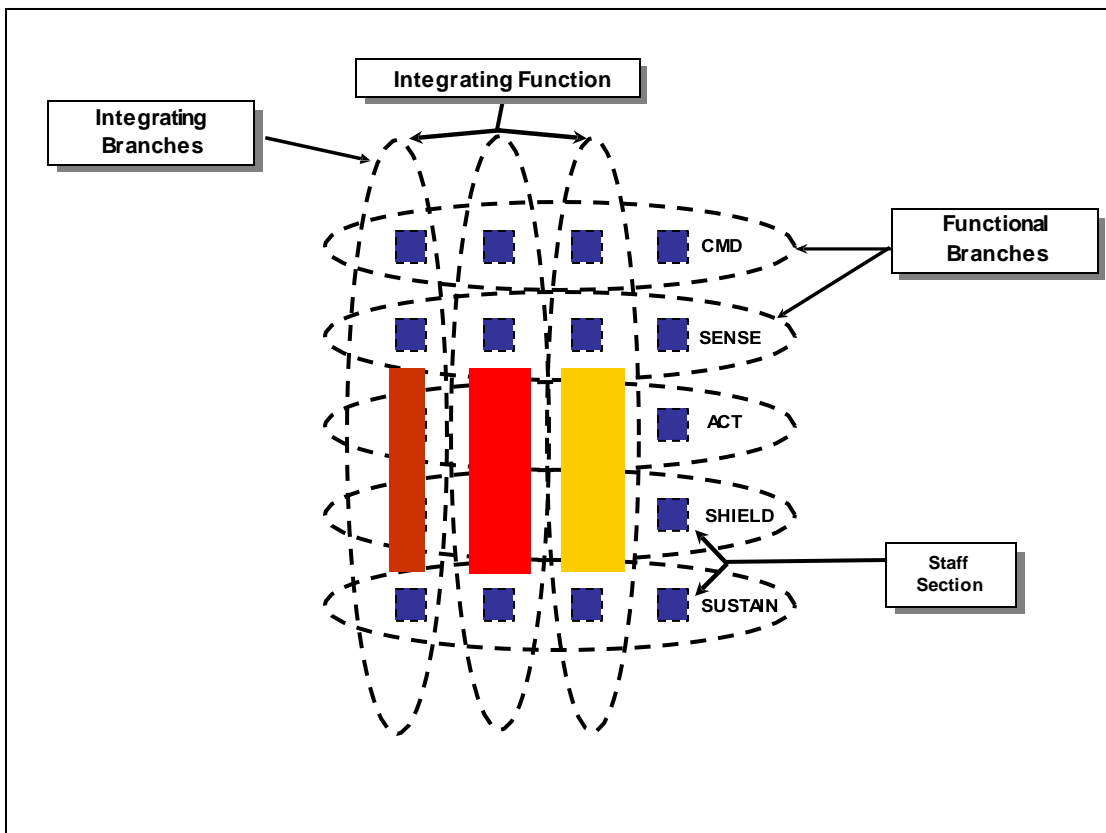 Integrating Function
Integrating
Branches
CMD
Functional
Branches
SENSE
ACT
SHIELD
Staff
Section
SUSTAIN